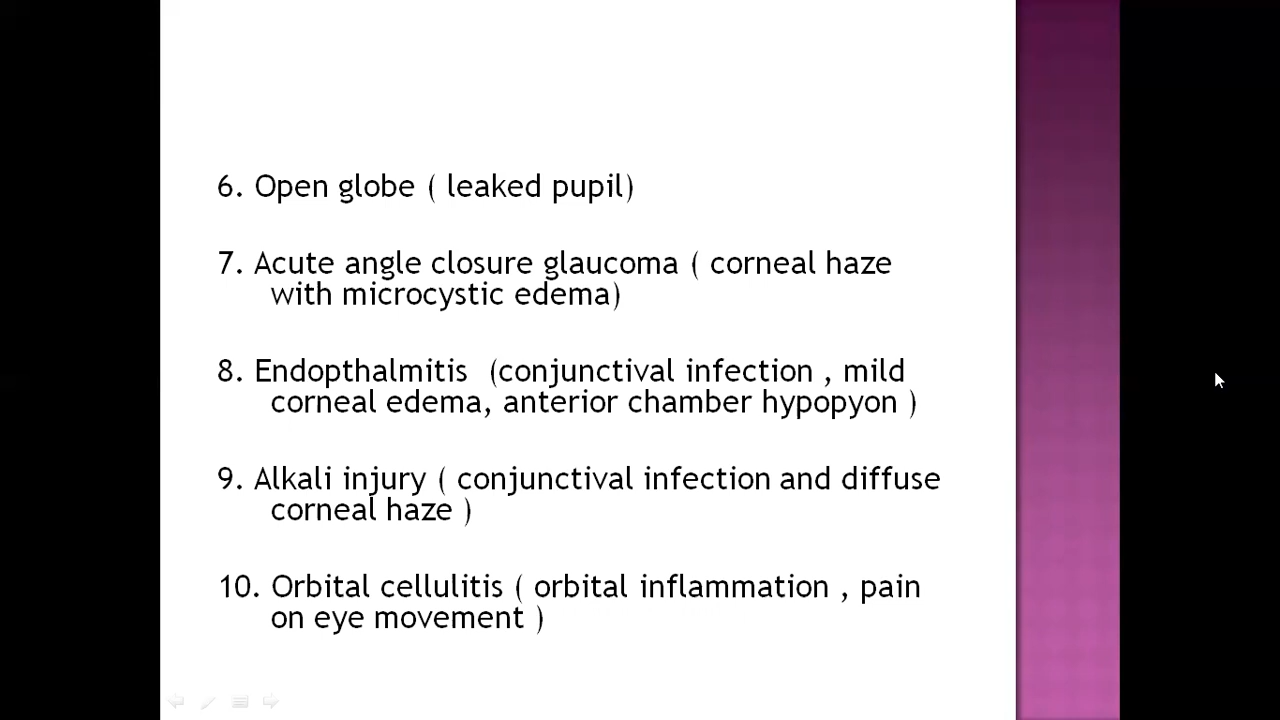 6. Open globe ( leaked pupil)
7. Acute angle closure glaucoma ( corneal haze
with microcystic edema)
8. Endopthalmitis  (conjunctival infection , mild
corneal edema, anterior chamber hypopyon )
9. Alkali injury ( conjunctival infection and diffuse
corneal haze )
10. Orbital cellulitis ( orbital inflammation , pain
on eye movement )